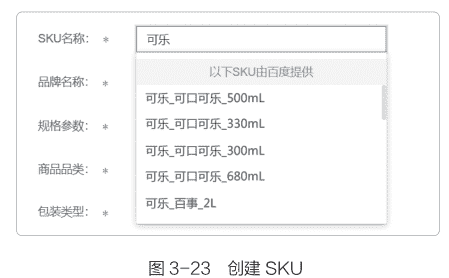 SKU名称： * 可乐
以下SKU由百度提供
品牌名称： *
可乐_可口可乐_500mL
规格参数： * 可乐_可口可乐_330mL
可乐_可口可乐_300mL
商品品类： *
可乐_可口可乐_680mL
包装类型： * 可乐_百事_2L
图 3-23 创建 SKU